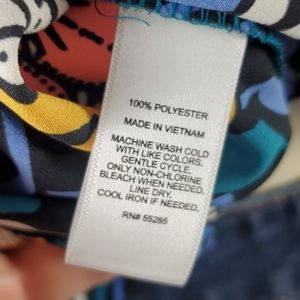 100% POLYESTER
MADE IN VIETNAM
MACHINE WASH COLD
WITH LIKE COLORS,
GENTLE CYCLE,
ONLY NON-CHLORINE
BLEACH WHEN NEEDED.
LINE DRY.
COOL IRON IF NEEDED.
RN# 55285